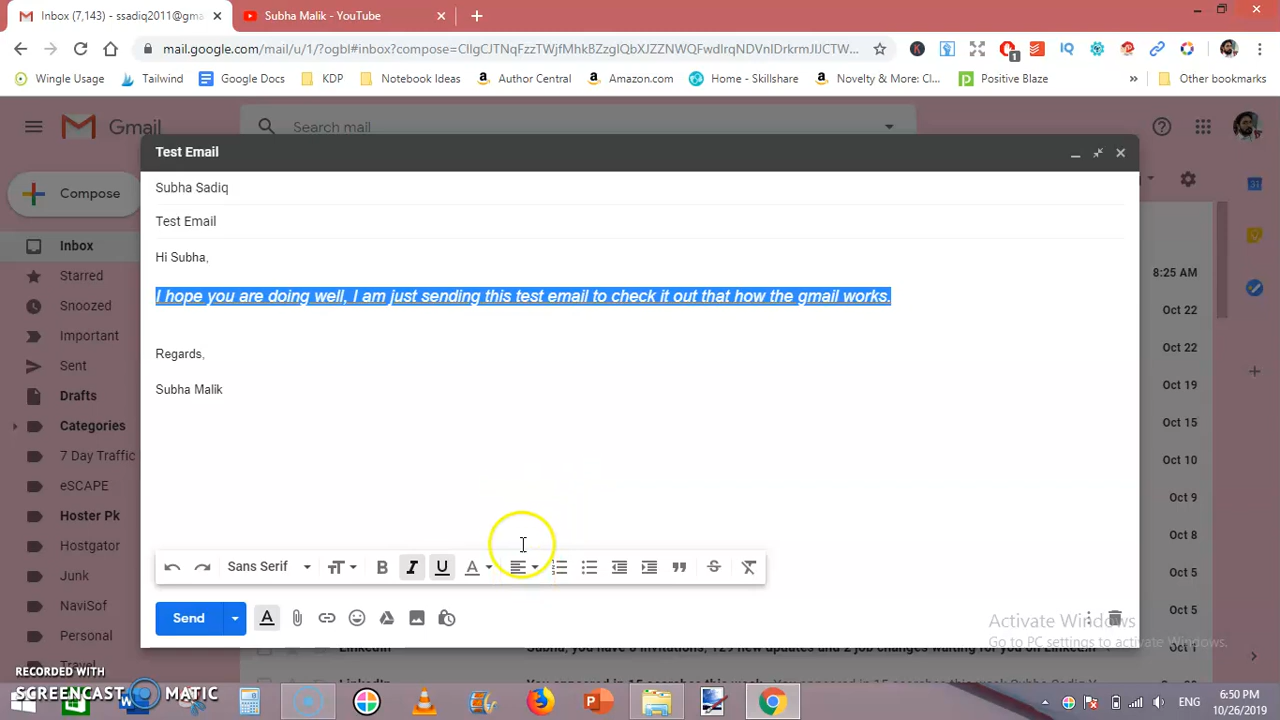 Inbox (7,143) - ssadiq2011@gma
Subha Malik - YouTube
mail.google.com/mail/u/1/?ogbl#inbox?compose=CllgCJTNqFzzTWjfMhkBZzglQbXJZZNWQFwdlrqNDVnlDrkrmJlJCTW...
1
Wingle Usage
Tailwind
Google Docs
KDP
Notebook Ideas
Author Central
Amazon.com
Home - Skillshare
Novelty & More: Cl...
Positive Blaze
»
Other bookmarks
Gmail
Search mail
Compose
Test Email
Subha Sadiq
Test Email
Hi Subha,
I hope you are doing well, I am just sending this test email to check it out that how the gmail works.
Regards,
Subha Malik
Inbox
Starred
Snoozed
Important
Sent
Drafts
Categories
7 Day Traffic
eSCAPE
Hoster Pk
Hostgator
Junk
NaviSof
Personal
Travel
8:25 AM
Oct 22
Oct 22
Oct 19
Oct 15
Oct 10
Oct 9
Oct 8
Oct 5
Oct 5
Oct 1
Sans Serif
B I U A
Send
A
Activate Windows
Go to PC settings to activate Windows.
LinkedIn
LinkedIn
RECORDED WITH
SCREENCAST MATIC
ENG
6:50 PM
10/26/2019